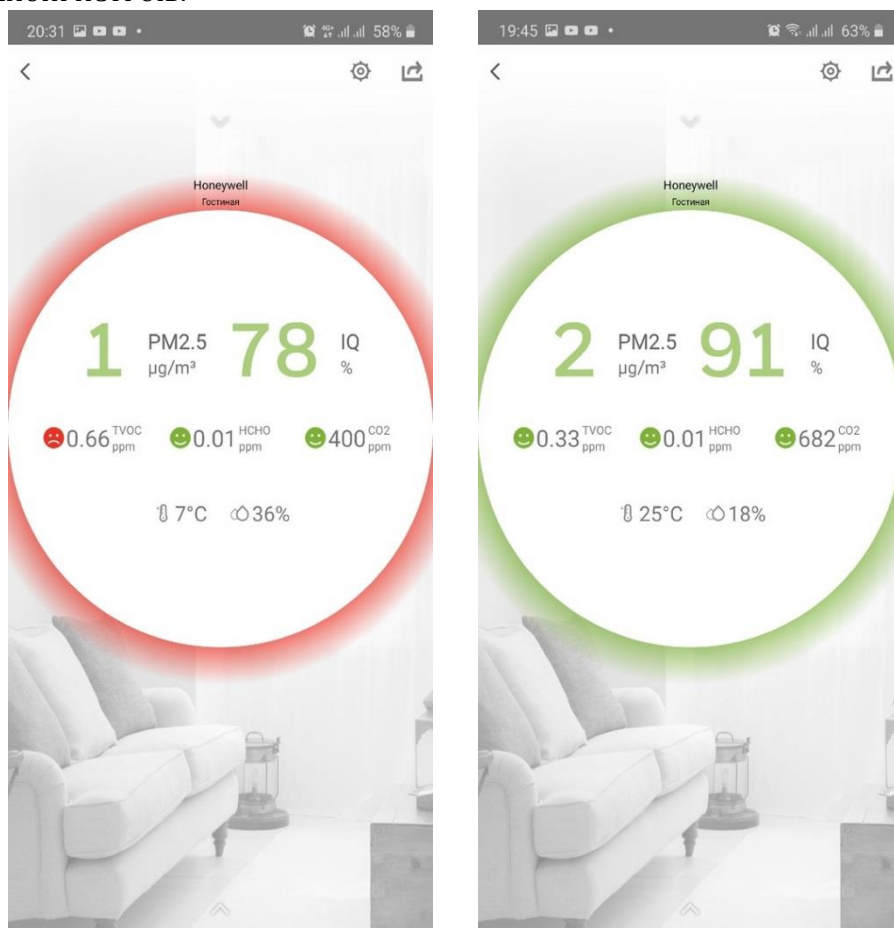 20:31 58%
Honeywell
Гостиная
1 PM2.5 µg/m³ 78 IQ %
0.66 TVOC ppm 0.01 HCHO ppm 400 CO2 ppm
7°C 36%
19:45 63%
Honeywell
Гостиная
2 PM2.5 µg/m³ 91 IQ %
0.33 TVOC ppm 0.01 HCHO ppm 682 CO2 ppm
25°C 18%